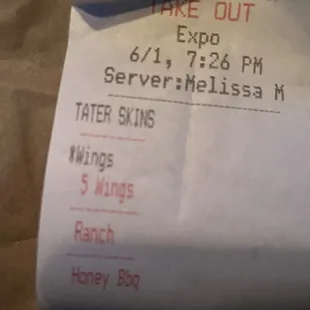 TAKE OUT
Expo
6/1, 7:26 PM
Server:Melissa M
TATER SKINS
*Wings
5 Wings
Ranch
Honey Bbq